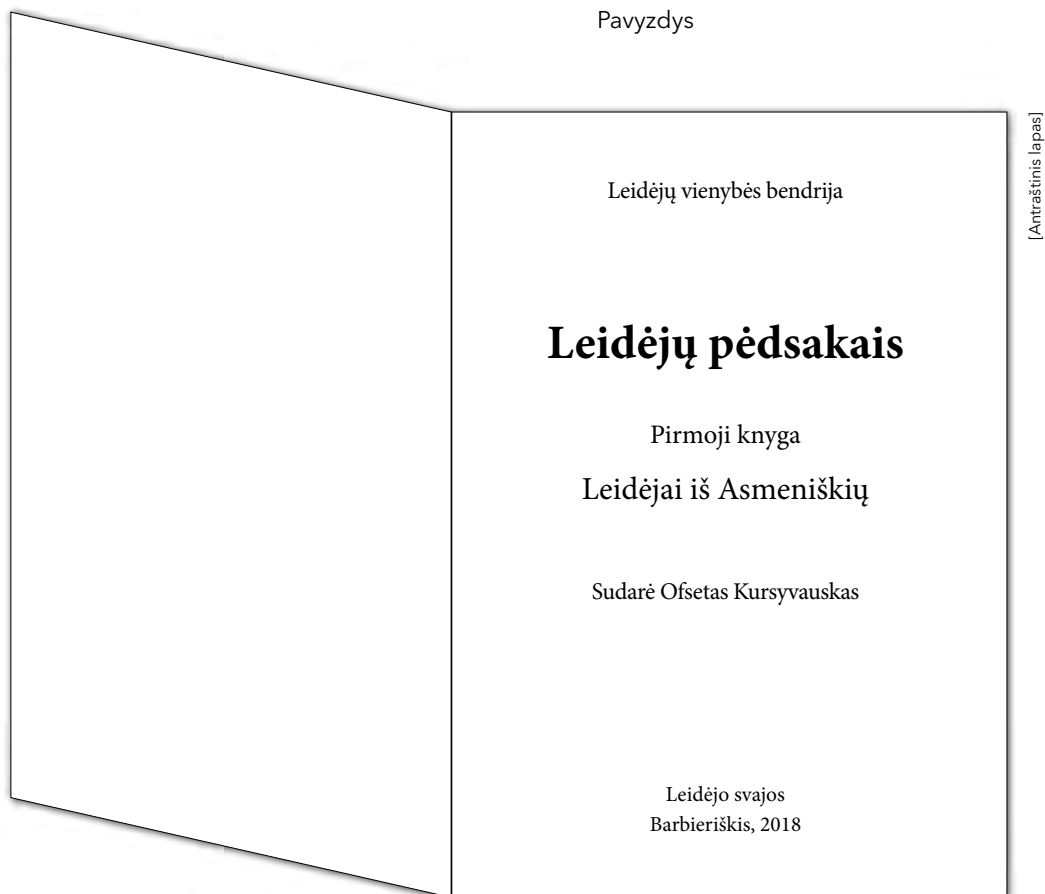 Pavyzdys
[Antraštinis lapas]
Leidėjų vienybės bendrija
Leidėjų pėdsakais
Pirmoji knyga
Leidėjai iš Asmeniškių
Sudarė Ofsetas Kursyvauskas
Leidėjo svajos
Barbieriškis, 2018